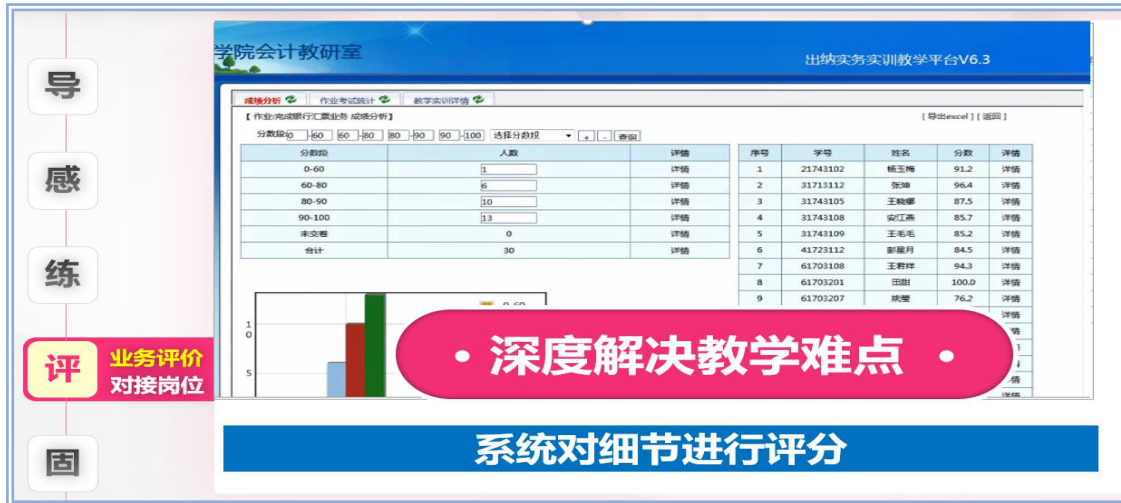 导
感
练
评
业务评价
对接岗位
固
学院会计教研室
出纳实务实训教学平台V6.3
成绩分析 作业考试统计 教学实训详情
【 作业:完成银行汇票业务 成绩分析】
[ 导出excel ] [ 返回 ]
分数段: 0 -60 60 -80 80 -90 90 -100 选择分数段 + - 查询
分数段 人数 详情
0-60 1 详情
60-80 6 详情
80-90 10 详情
90-100 13 详情
未交卷 0 详情
合计 30 详情
序号 学号 姓名 分数 详情
1 21743102 杨玉梅 91.2 详情
2 31713112 张坤 96.4 详情
3 31743105 王晓娜 87.5 详情
4 31743108 安江燕 85.7 详情
5 31743109 王毛毛 85.2 详情
6 41723112 彭星月 84.5 详情
7 61703108 王君祥 94.3 详情
8 61703201 田甜 100.0 详情
9 61703207 姚莹 76.2 详情
详情
10
5
0-60
• 深度解决教学难点 •
系统对细节进行评分